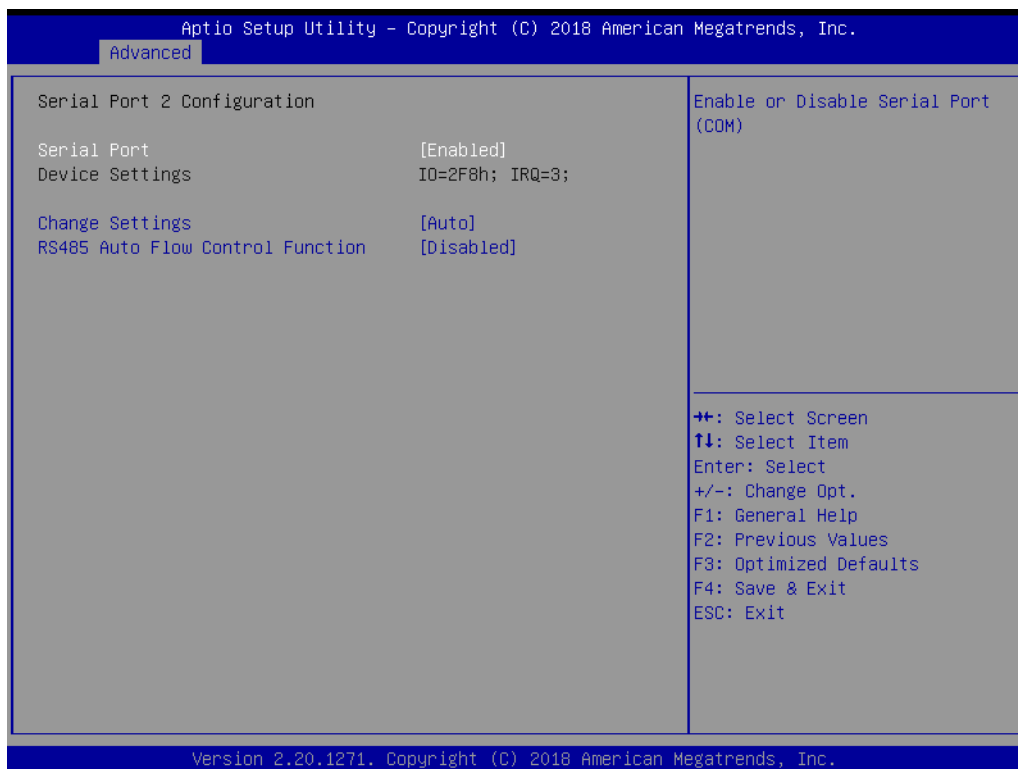 Aptio Setup Utility – Copyright (C) 2018 American Megatrends, Inc.
Advanced
Serial Port 2 Configuration
Serial Port [Enabled]
Device Settings IO=2F8h; IRQ=3;
Change Settings [Auto]
RS485 Auto Flow Control Function [Disabled]
Enable or Disable Serial Port
(COM)
→←: Select Screen
↑↓: Select Item
Enter: Select
+/-: Change Opt.
F1: General Help
F2: Previous Values
F3: Optimized Defaults
F4: Save & Exit
ESC: Exit
Version 2.20.1271. Copyright (C) 2018 American Megatrends, Inc.